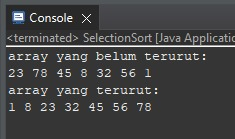 Console
<terminated> SelectionSort [Java Applicatio
array yang belum terurut:
23 78 45 8 32 56 1
array yang terurut:
1 8 23 32 45 56 78